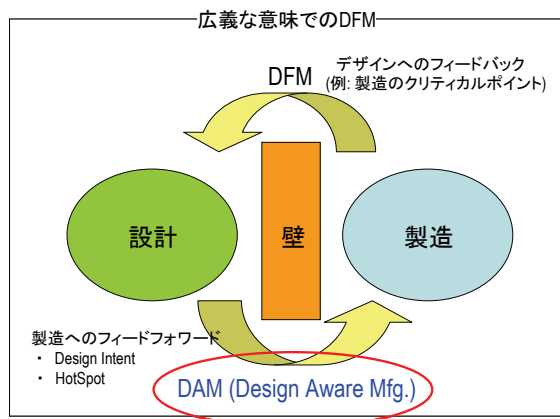 広義な意味でのDFM
デザインへのフィードバック
DFM
(例: 製造のクリティカルポイント)
設計
壁
製造
製造へのフィードフォワード
・ Design Intent
・ HotSpot
DAM (Design Aware Mfg.)